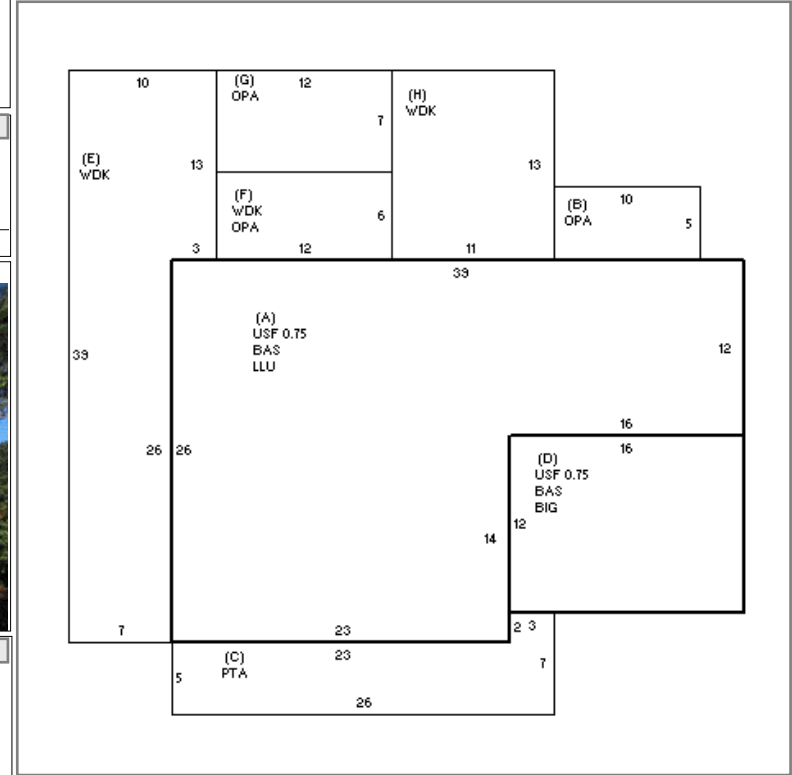 10
(G)
OPA
12
7
(H)
WDK
13
(E)
WDK
13
(F)
WDK
OPA
6
(B)
OPA
10
5
3
12
11
39
(A)
USF 0.75
BAS
LLU
12
39
16
16
26
26
(D)
USF 0.75
BAS
BIG
14
12
7
23
2
3
(C)
PTA
23
7
5
26